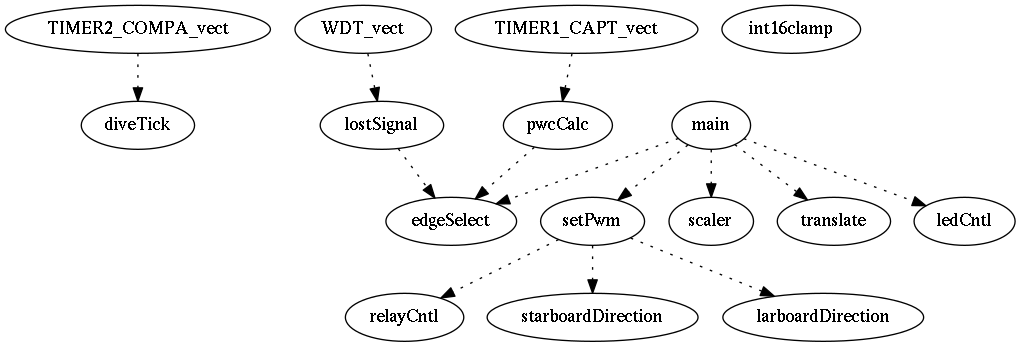 TIMER2_COMPA_vect
WDT_vect
TIMER1_CAPT_vect
int16clamp
diveTick
lostSignal
pwcCalc
main
edgeSelect
setPwm
scaler
translate
ledCntl
relayCntl
starboardDirection
larboardDirection